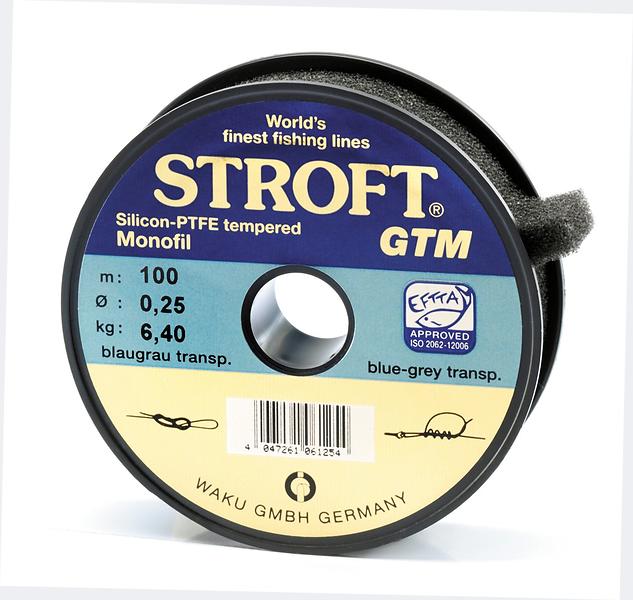 World's
finest fishing lines
STROFT®
Silicon-PTFE tempered
Monofil
GTM
m: 100
Ø: 0,25
kg: 6,40
blaugrau transp.
EFTTA
APPROVED
ISO 2062-12006
blue-grey transp.
4 047261 061254
WAKU GMBH GERMANY